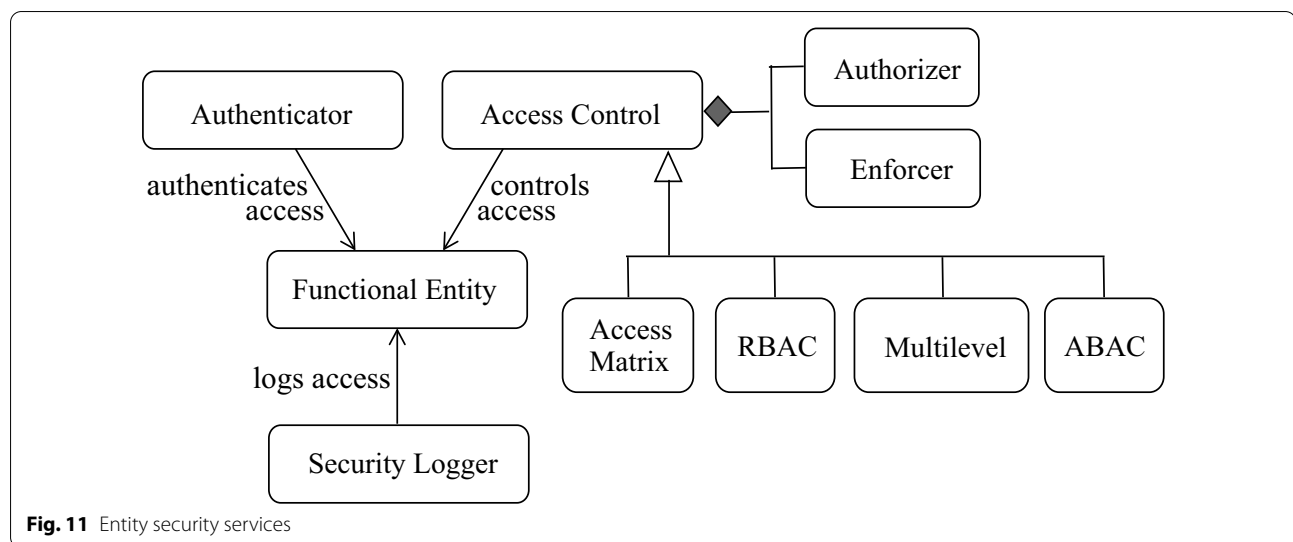 Authenticator
Access Control
Authorizer
Enforcer
authenticates
access
controls
access
Functional Entity
Access
Matrix
RBAC
Multilevel
ABAC
logs access
Security Logger
Fig. 11 Entity security services